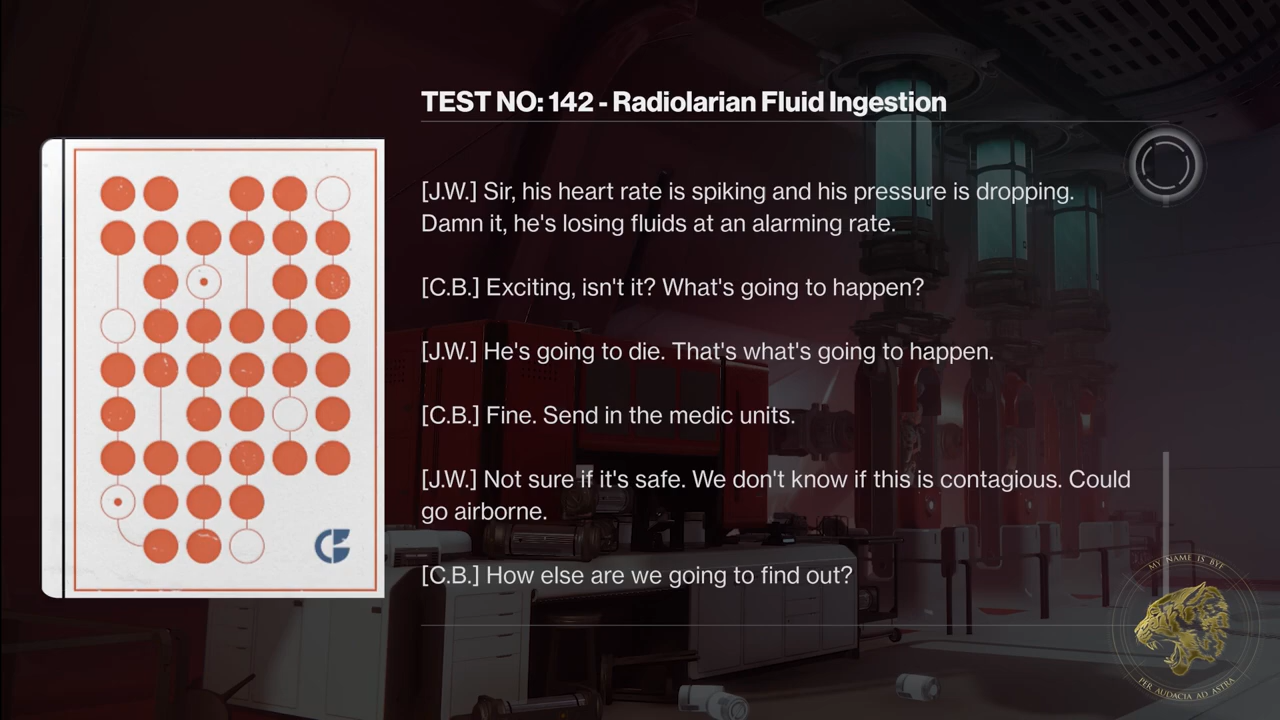 TEST NO: 142 - Radiolarian Fluid Ingestion
[J.W.] Sir, his heart rate is spiking and his pressure is dropping.
Damn it, he's losing fluids at an alarming rate.
[C.B.] Exciting, isn't it? What's going to happen?
[J.W.] He's going to die. That's what's going to happen.
[C.B.] Fine. Send in the medic units.
[J.W.] Not sure if it's safe. We don't know if this is contagious. Could
go airborne.
[C.B.] How else are we going to find out?
MY NAME IS BYF
PER AUDACIA AD ASTRA